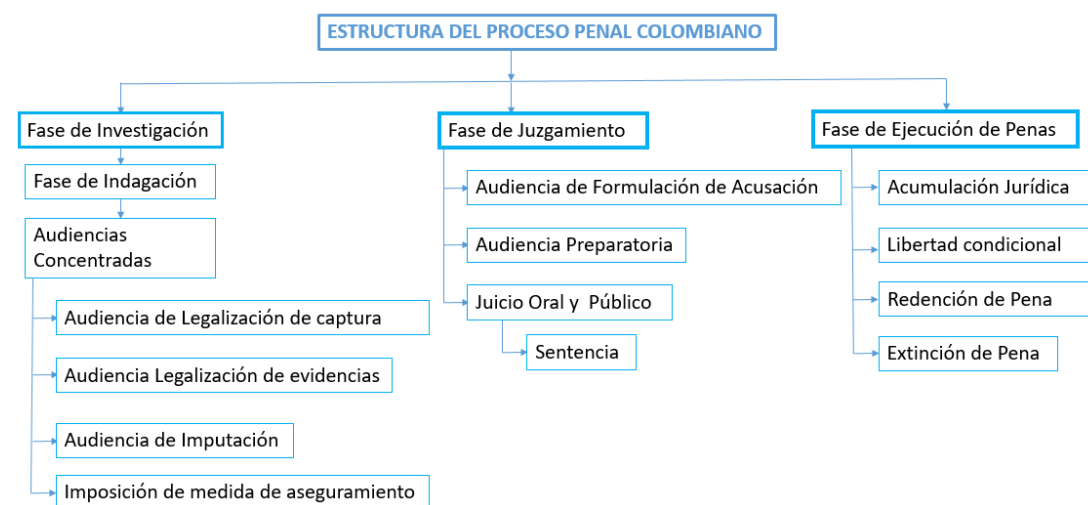 ESTRUCTURA DEL PROCESO PENAL COLOMBIANO
Fase de Investigación
Fase de Indagación
Audiencias
Concentradas
Audiencia de Legalización de captura
Audiencia Legalización de evidencias
Audiencia de Imputación
Imposición de medida de aseguramiento
Fase de Juzgamiento
Audiencia de Formulación de Acusación
Audiencia Preparatoria
Juicio Oral y Público
Sentencia
Fase de Ejecución de Penas
Acumulación Jurídica
Libertad condicional
Redención de Pena
Extinción de Pena